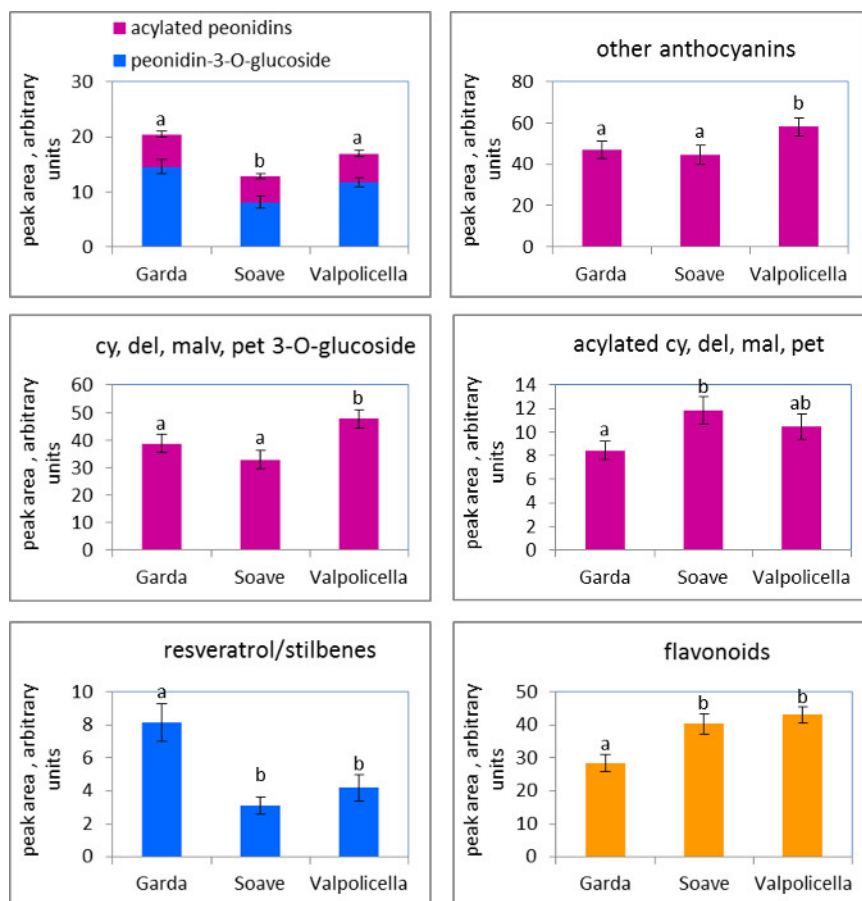 acylated peonidins
peonidin-3-O-glucoside
peak area , arbitrary
units
30
20
10
0
a
b
a
Garda Soave Valpolicella
other anthocyanins
peak area , arbitrary
units
80
60
40
20
0
a
a
b
Garda Soave Valpolicella
cy, del, malv, pet 3-O-glucoside
peak area , arbitrary
units
60
50
40
30
20
10
0
a
a
b
Garda Soave Valpolicella
acylated cy, del, mal, pet
peak area , arbitrary
units
14
12
10
8
6
4
2
0
a
b
ab
Garda Soave Valpolicella
resveratrol/stilbenes
peak area , arbitrary
units
10
8
6
4
2
0
a
b
b
Garda Soave Valpolicella
flavonoids
peak area , arbitrary
units
50
40
30
20
10
0
a
b
b
Garda Soave Valpolicella